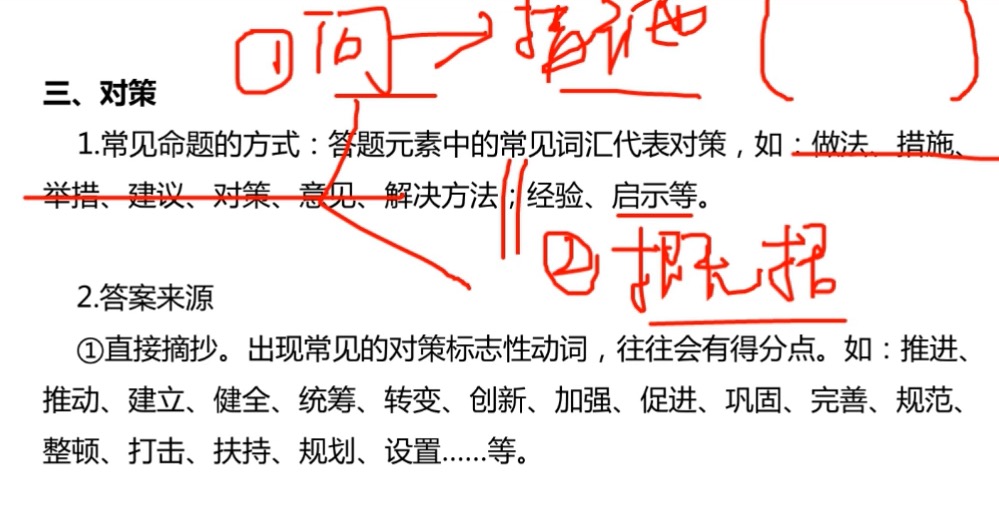 ① 问 → 措施
三、对策
1.常见命题的方式：答题元素中的常见词汇代表对策，如：做法、措施、
举措、建议、对策、意见、解决方法；经验、启示等。
② 概括
2.答案来源
①直接摘抄。出现常见的对策标志性动词，往往会有得分点。如：推进、
推动、建立、健全、统筹、转变、创新、加强、促进、巩固、完善、规范、
整顿、打击、扶持、规划、设置......等。